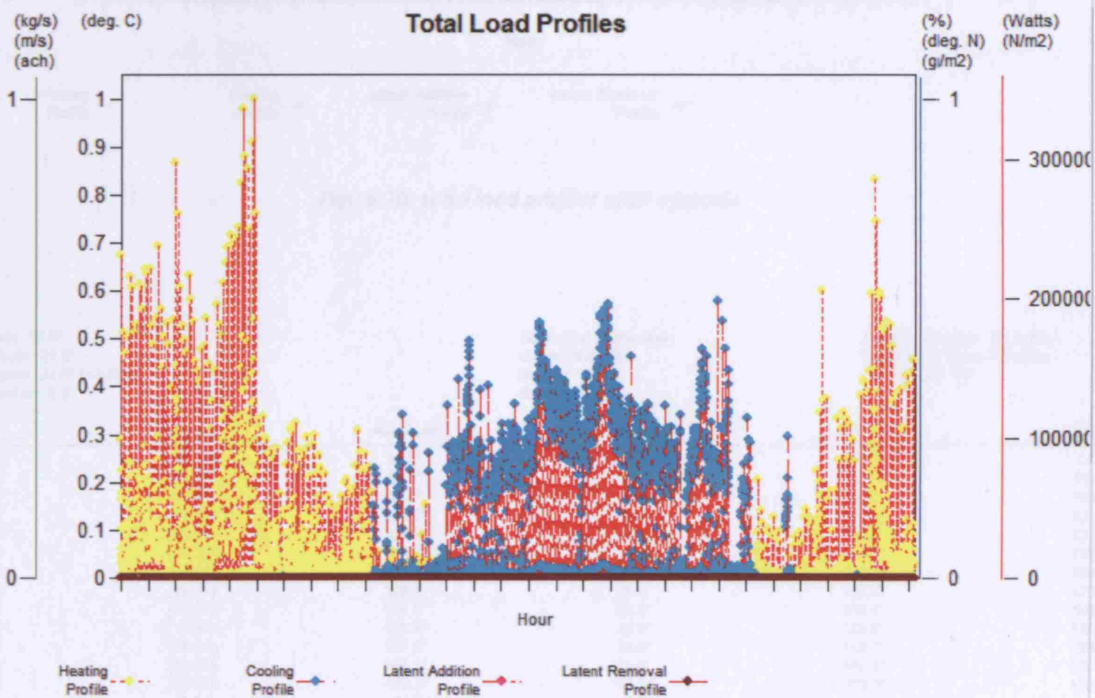 Total Load Profiles
(kg/s) (deg. C)
(m/s)
(ach)
(%) (Watts)
(dieg. N) (N/m2)
(g/m2)
1
0
1
0.9
0.8
0.7
0.6
0.5
0.4
0.3
0.2
0.1
0
1
0
300000
200000
100000
0
Hour
Heating Profile
Cooling Profile
Latent Addition Profile
Latent Removal Profile